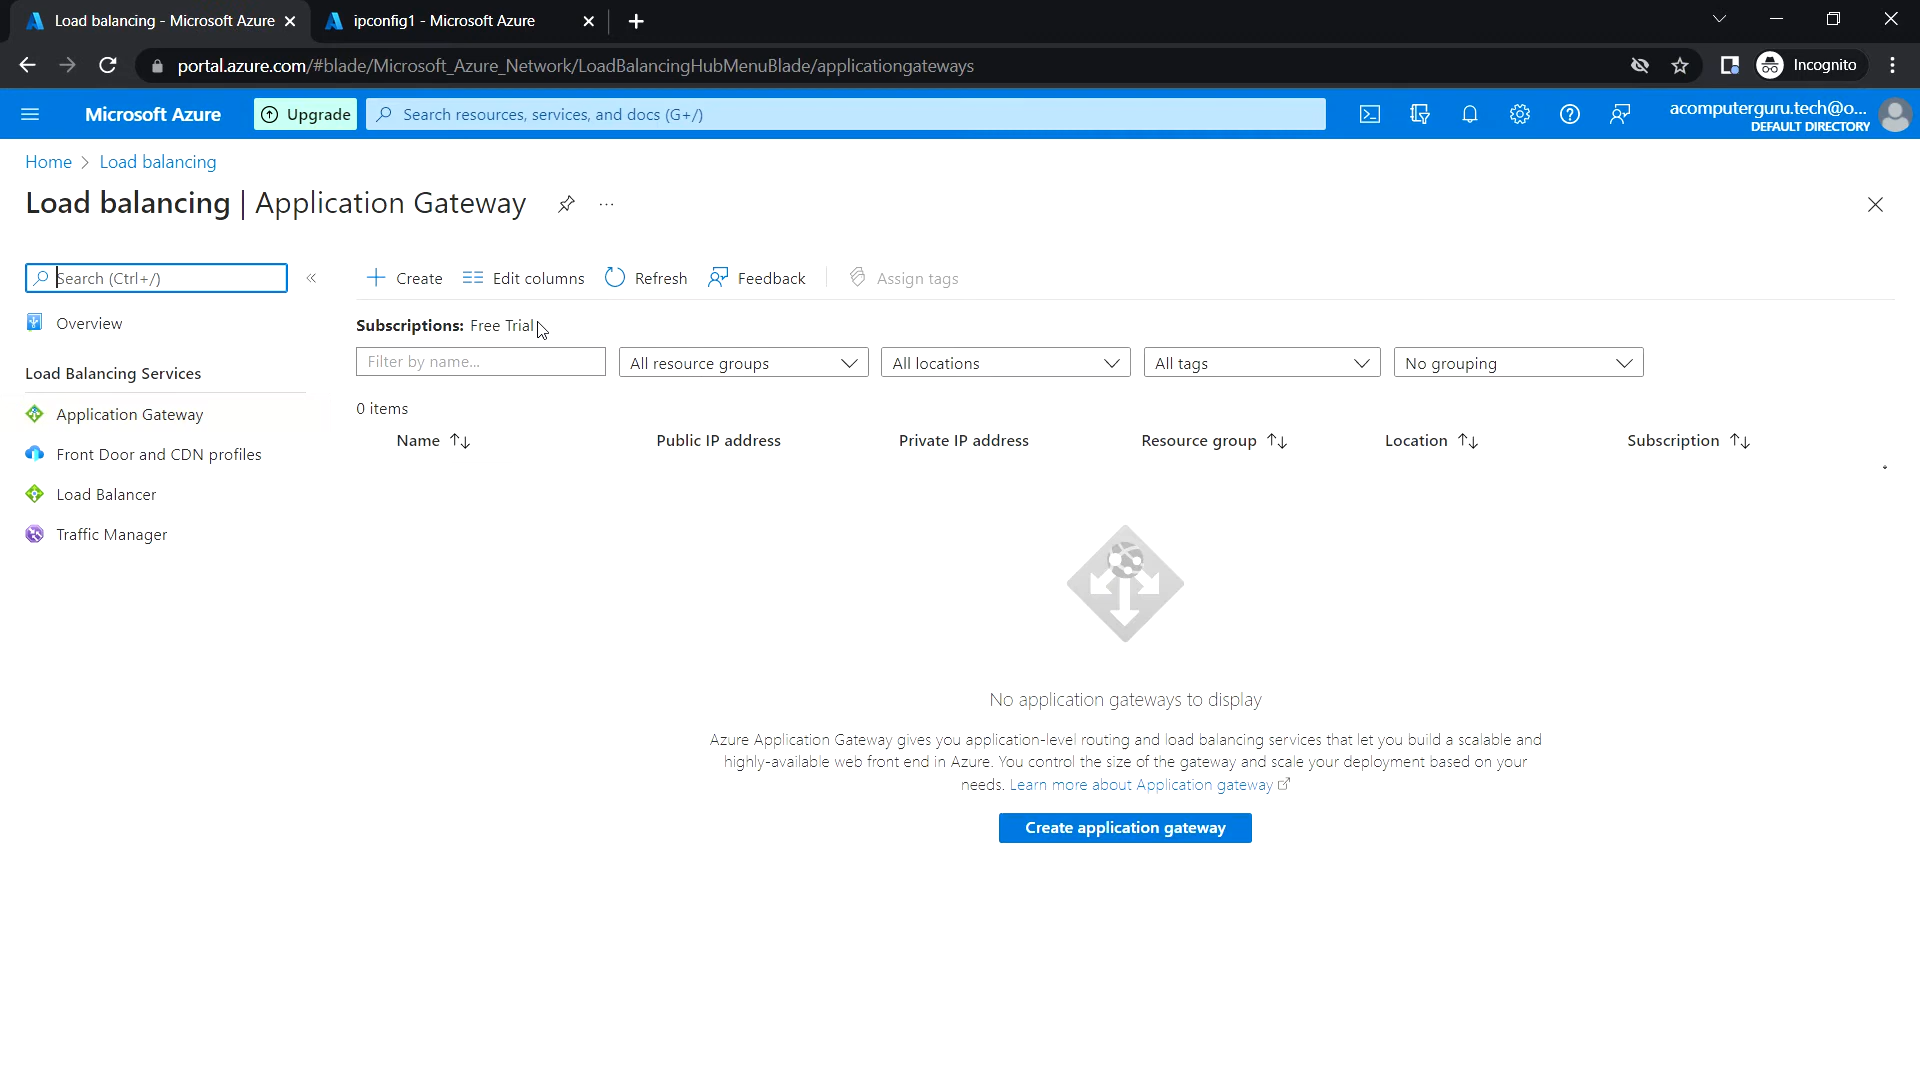 Load balancing - Microsoft Azure
ipconfig1 - Microsoft Azure
portal.azure.com/#blade/Microsoft_Azure_Network/LoadBalancingHubMenuBlade/applicationgateways
Incognito
Microsoft Azure
Upgrade
Search resources, services, and docs (G+/)
acomputerguru.tech@o...
DEFAULT DIRECTORY
Home > Load balancing
Load balancing | Application Gateway
Search (Ctrl+/)
Create
Edit columns
Refresh
Feedback
Assign tags
Overview
Load Balancing Services
Application Gateway
Front Door and CDN profiles
Load Balancer
Traffic Manager
Subscriptions: Free Trial
Filter by name...
All resource groups
All locations
All tags
No grouping
0 items
Name
Public IP address
Private IP address
Resource group
Location
Subscription
No application gateways to display
Azure Application Gateway gives you application-level routing and load balancing services that let you build a scalable and
highly-available web front end in Azure. You control the size of the gateway and scale your deployment based on your
needs. Learn more about Application gateway
Create application gateway